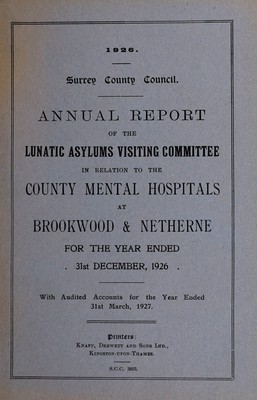 1926.
Surrey County Council.
ANNUAL REPORT
OF THE
LUNATIC ASYLUMS VISITING COMMITTEE
IN RELATION TO THE
COUNTY MENTAL HOSPITALS
AT
BROOKWOOD & NETHERNE
FOR THE YEAR ENDED
. 31st DECEMBER, 1926 .
With Audited Accounts for the Year Ended
31st March, 1927.
Printers:
KNAPP, DREWETT AND SONS LTD.,
KINGSTON-UPON-THAMES.
S.C.C.